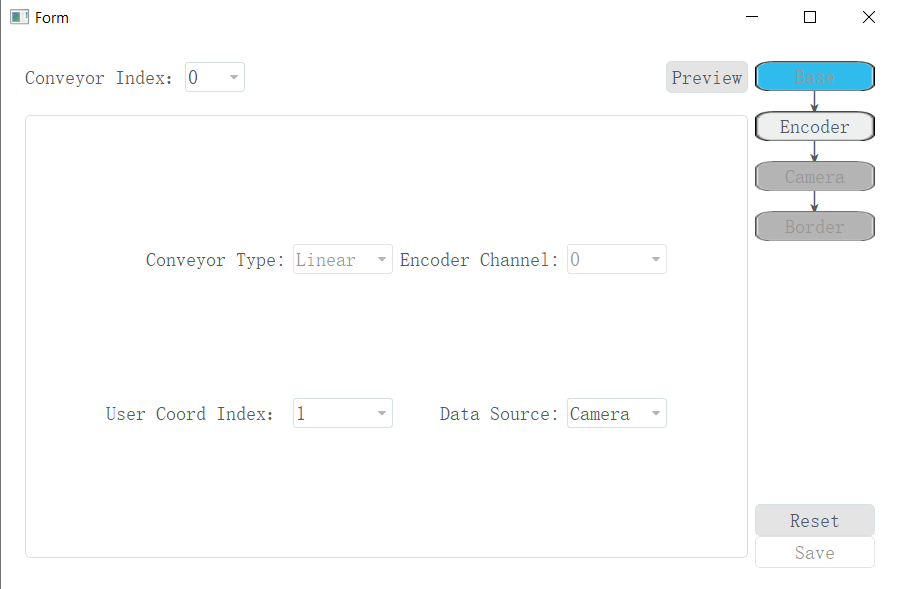 Form
Conveyor Index: 0
Preview
Base
Encoder
Camera
Border
Conveyor Type: Linear Encoder Channel: 0
User Coord Index: 1 Data Source: Camera
Reset
Save